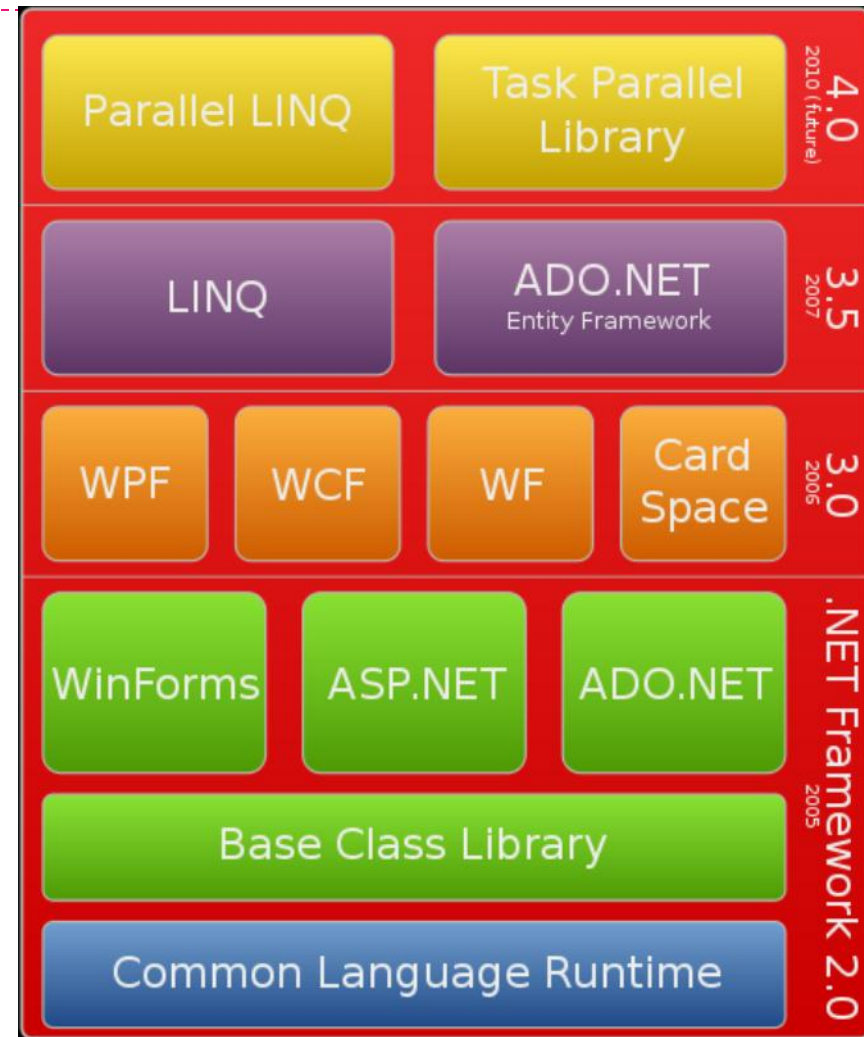 Parallel LINQ
Task Parallel
Library
4.0
2010 (future)
LINQ
ADO.NET
Entity Framework
3.5
2007
WPF
WCF
WF
Card
Space
3.0
2006
WinForms
ASP.NET
ADO.NET
Base Class Library
Common Language Runtime
.NET Framework 2.0
2005